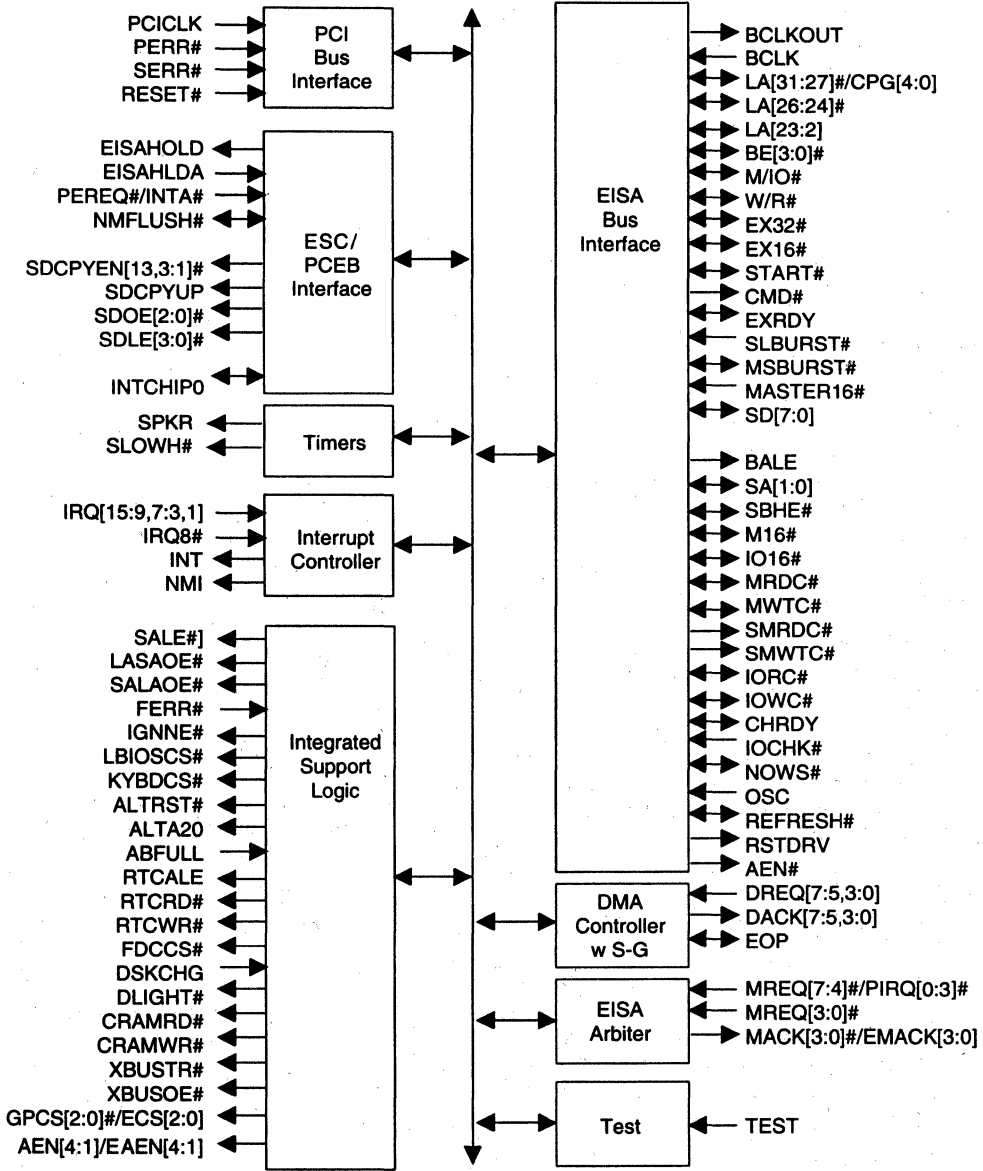 PCICLK
PERR#
SERR#
RESET#
PCI
Bus
Interface
EISAHOLD
EISAHLDA
PEREQ#/INTA#
NMFLUSH#
SDCPYEN[13,3:1]#
SDCPYUP
SDOE[2:0]#
SDLE[3:0]#
INTCHIP0
ESC/
PCEB
Interface
SPKR
SLOWH#
Timers
IRQ[15:9,7:3,1]
IRQ8#
INT
NMI
Interrupt
Controller
SALE#]
LASAOE#
SALAOE#
FERR#
IGNNE#
LBIOSCS#
KYBDCS#
ALTRST#
ALTA20
ABFULL
RTCALE
RTCRD#
RTCWR#
FDCCS#
DSKCHG
DLIGHT#
CRAMRD#
CRAMWR#
XBUSTR#
XBUSOE#
GPCS[2:0]#/ECS[2:0]
AEN[4:1]/EAEN[4:1]
Integrated
Support
Logic
EISA
Bus
Interface
BCLKOUT
BCLK
LA[31:27]#/CPG[4:0]
LA[26:24]#
LA[23:2]
BE[3:0]#
M/IO#
W/R#
EX32#
EX16#
START#
CMD#
EXRDY
SLBURST#
MSBURST#
MASTER16#
SD[7:0]
BALE
SA[1:0]
SBHE#
M16#
IO16#
MRDC#
MWTC#
SMRDC#
SMWTC#
IORC#
IOWC#
CHRDY
IOCHK#
NOWS#
OSC
REFRESH#
RSTDRV
AEN#
DMA
Controller
w S-G
DREQ[7:5,3:0]
DACK[7:5,3:0]
EOP
EISA
Arbiter
MREQ[7:4]#/PIRQ[0:3]#
MREQ[3:0]#
MACK[3:0]#/EMACK[3:0]
Test
TEST